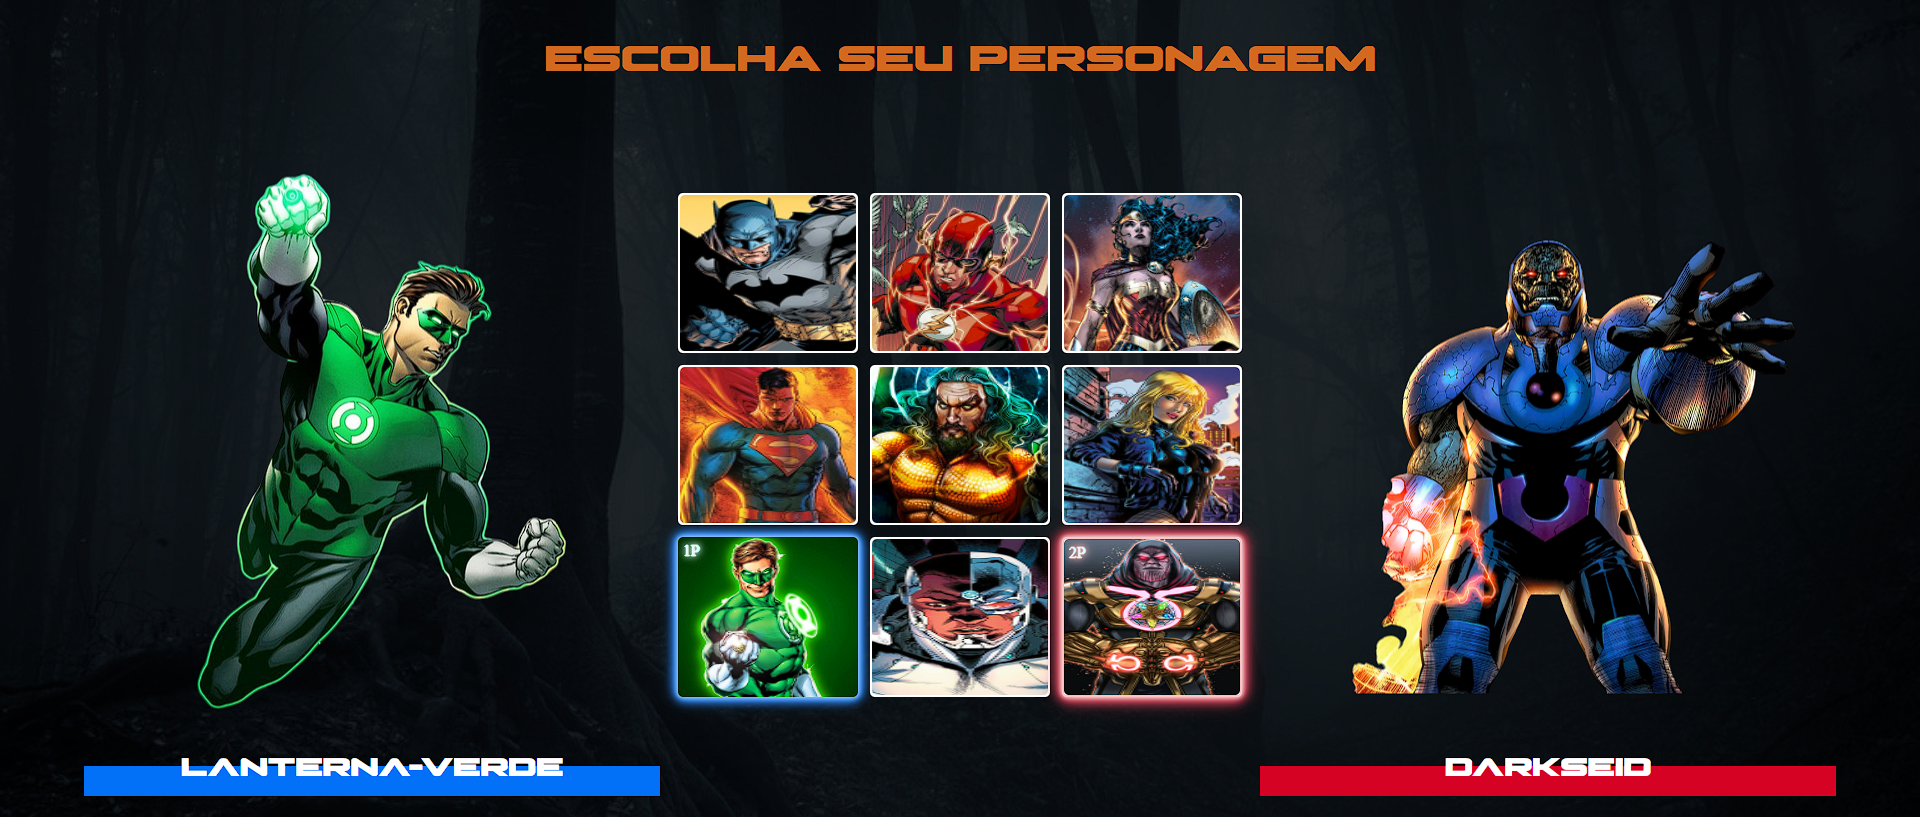 ESCOLHA SEU PERSONAGEM
1P
2P
LANTERNA-VERDE
DARKSEID